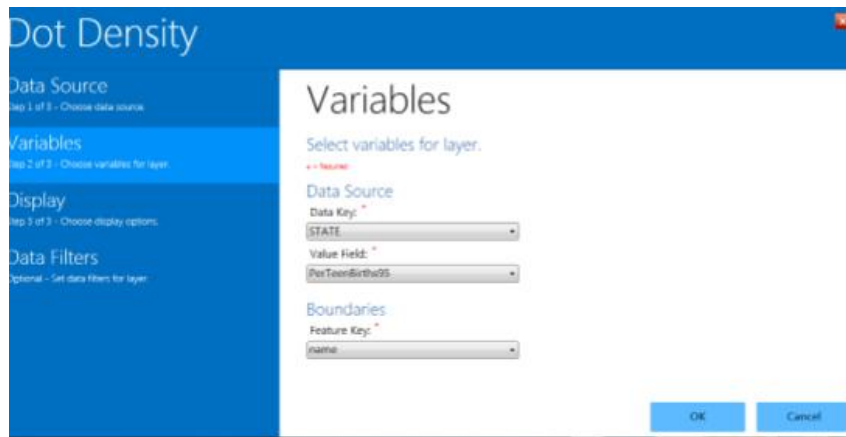 Dot Density
Data Source
Step 1 of 3 - Choose data source.
Variables
Step 2 of 3 - Choose variables for layer.
Display
Step 3 of 3 - Choose display options.
Data Filters
Optional - Set data filters for layer.
Variables
Select variables for layer.
* = Required
Data Source
Data Key: *
STATE
Value Field: *
PerTeenBirths95
Boundaries
Feature Key: *
name
OK
Cancel